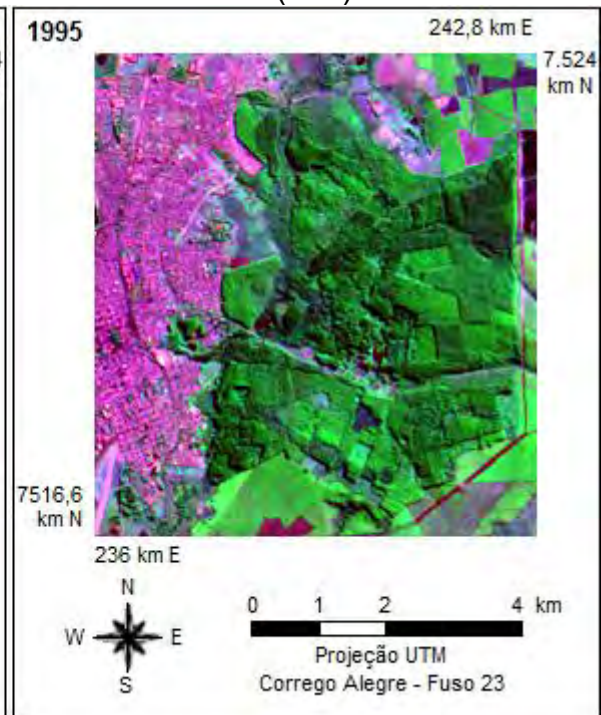 1995
242,8 km E
7.524
km N
7516,6
km N
236 km E
N
W
E
S
0 1 2 4 km
Projeção UTM
Corrego Alegre - Fuso 23